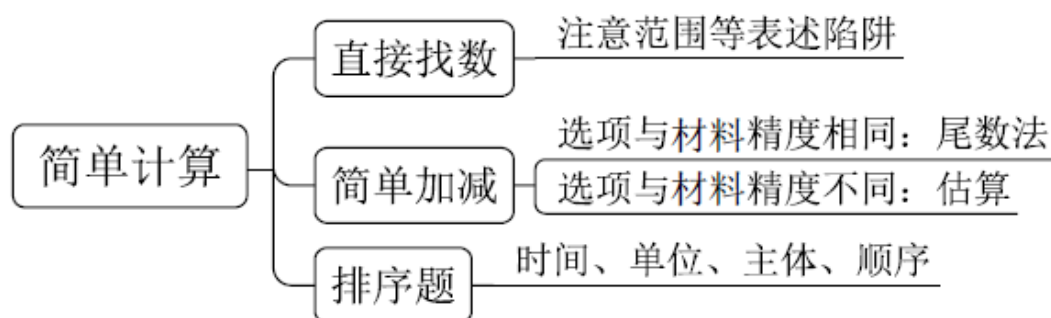 简单计算
直接找数
注意范围等表述陷阱
简单加减
选项与材料精度相同：尾数法
选项与材料精度不同：估算
排序题
时间、单位、主体、顺序